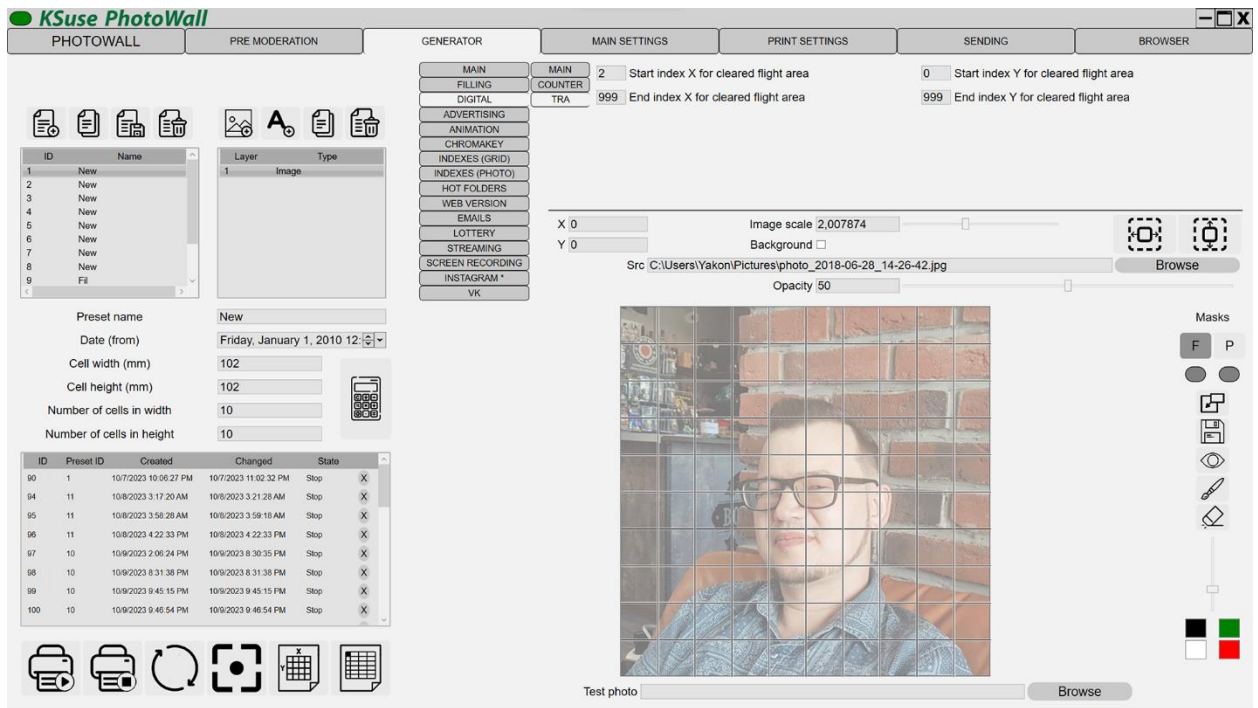 KSuse PhotoWall
PHOTOWALL PRE MODERATION GENERATOR MAIN SETTINGS PRINT SETTINGS SENDING BROWSER
MAIN
FILLING
DIGITAL
ADVERTISING
ANIMATION
CHROMAKEY
INDEXES (GRID)
INDEXES (PHOTO)
HOT FOLDERS
WEB VERSION
EMAILS
LOTTERY
STREAMING
SCREEN RECORDING
INSTAGRAM *
VK
MAIN
COUNTER
TRA
2 Start index X for cleared flight area
0 Start index Y for cleared flight area
999 End index X for cleared flight area
999 End index Y for cleared flight area
ID Name
1 New
2 New
3 New
4 New
5 New
6 New
7 New
8 New
9 Fil
Layer Type
1 Image
Preset name New
Date (from) Friday, January 1, 2010 12:
Cell width (mm) 102
Cell height (mm) 102
Number of cells in width 10
Number of cells in height 10
ID Preset ID Created Changed State
90 1 10/7/2023 10:06:27 PM 10/7/2023 11:02:32 PM Stop X
94 11 10/8/2023 3:17:20 AM 10/8/2023 3:21:28 AM Stop X
95 11 10/8/2023 3:56:28 AM 10/8/2023 3:59:18 AM Stop X
96 11 10/8/2023 4:22:33 PM 10/8/2023 4:22:33 PM Stop X
97 10 10/9/2023 2:06:24 PM 10/9/2023 8:30:35 PM Stop X
98 10 10/9/2023 8:31:38 PM 10/9/2023 8:31:38 PM Stop X
99 10 10/9/2023 9:45:15 PM 10/9/2023 9:45:15 PM Stop X
100 10 10/9/2023 9:46:54 PM 10/9/2023 9:46:54 PM Stop X
X 0
Y 0
Image scale 2,007874
Background
Src C:\Users\Yakon\Pictures\photo_2018-06-28_14-26-42.jpg Browse
Opacity 50
Masks
F P
Test photo Browse